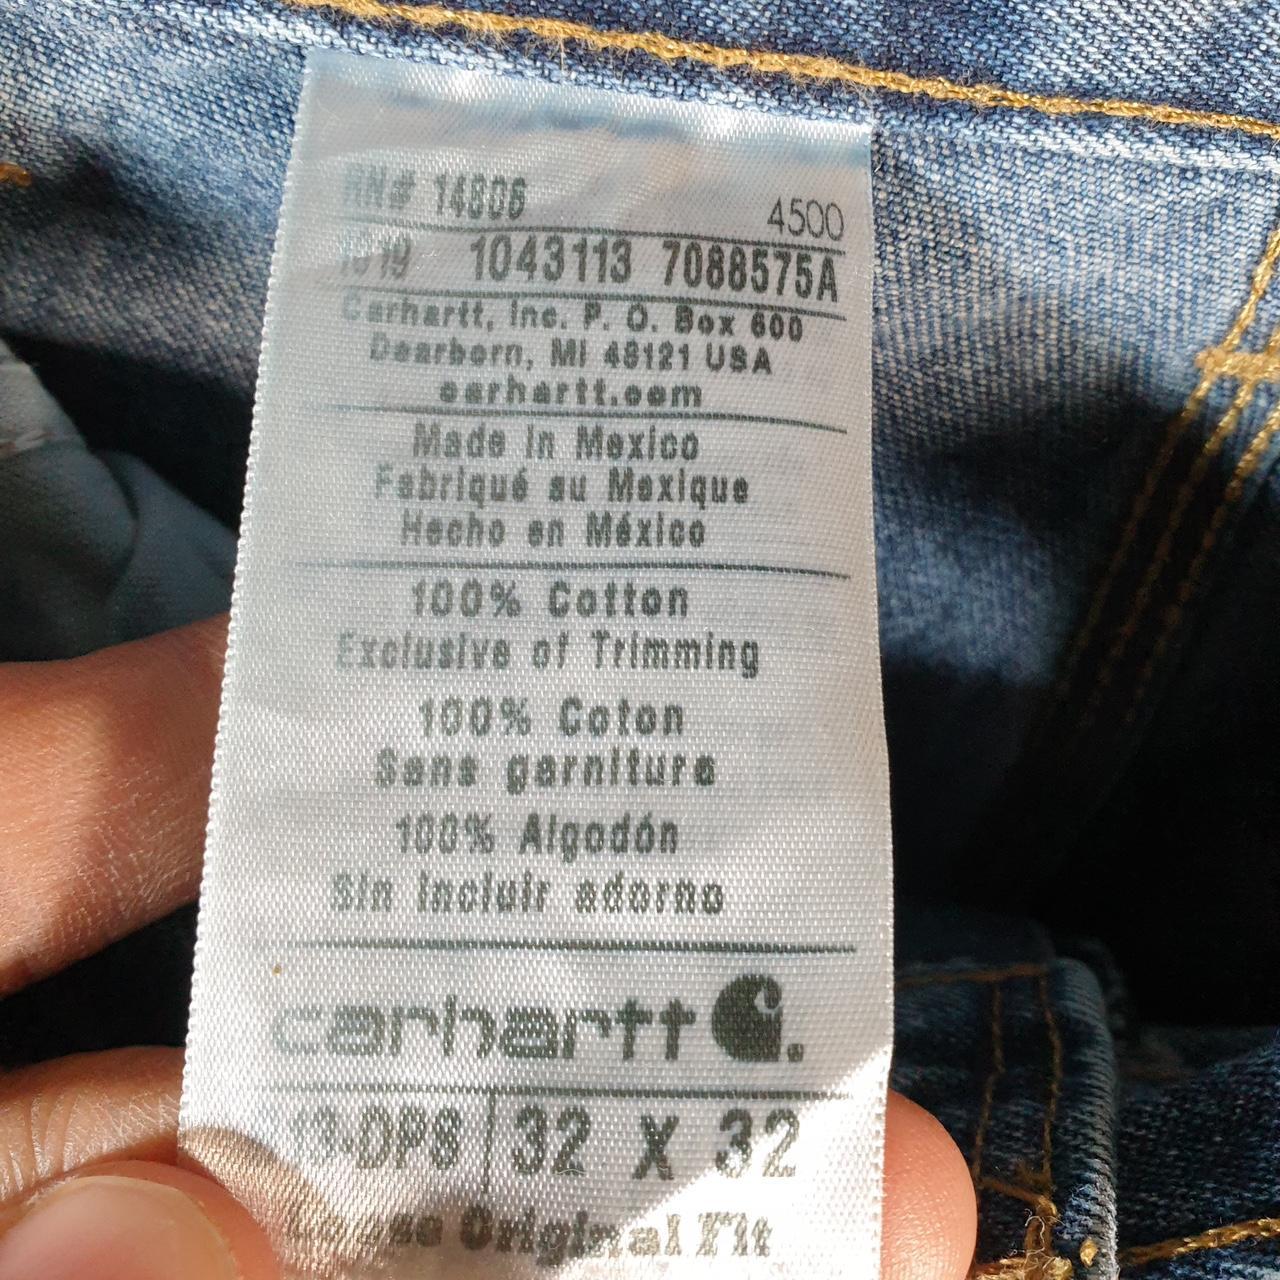 RN# 14806
4500
1043113 7088575A
Carhartt, Inc. P. O. Box 600
Dearborn, MI 48121 USA
carhartt.com
Made in Mexico
Fabriqué au Mexique
Hecho en México
100% Cotton
Exclusive of Trimming
100% Coton
Sans garniture
100% Algodón
Sin incluir adorno
carhartt
DPS 32 X 32
Original Fit